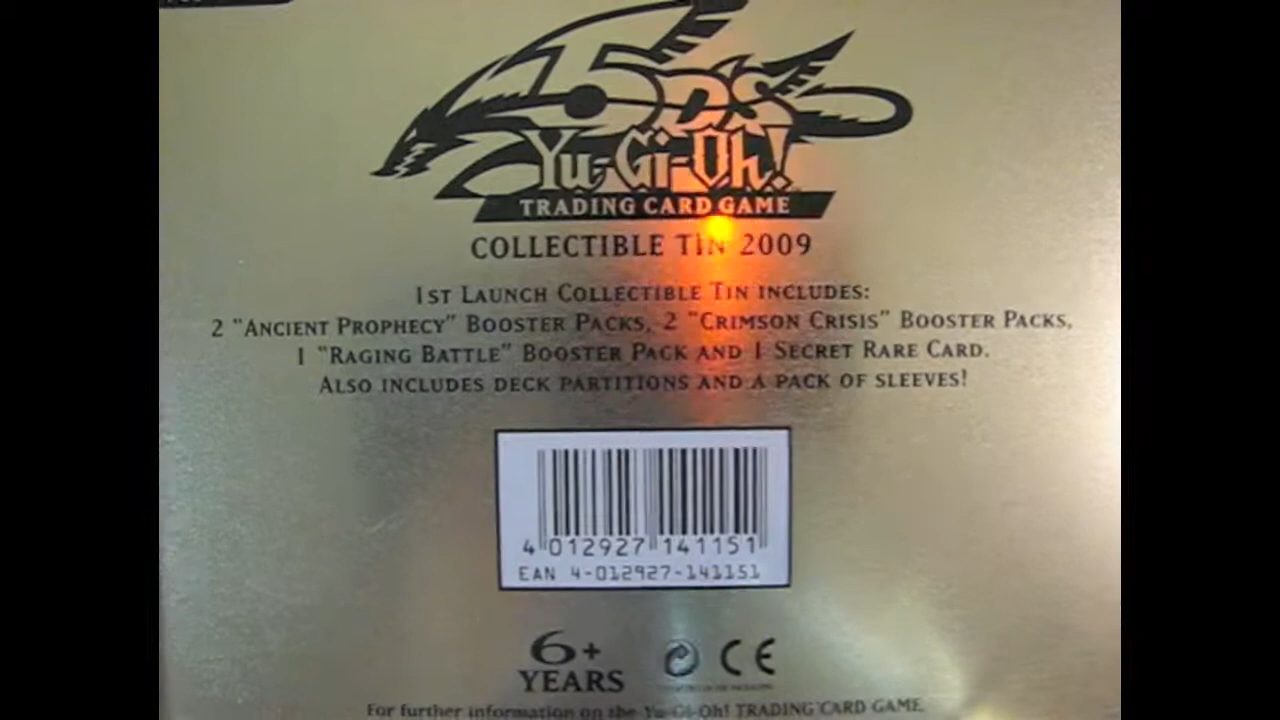 5DS
Yu-Gi-Oh!
TRADING CARD GAME
COLLECTIBLE TIN 2009
1ST LAUNCH COLLECTIBLE TIN INCLUDES:
2 "ANCIENT PROPHECY" BOOSTER PACKS, 2 "CRIMSON CRISIS" BOOSTER PACKS,
1 "RAGING BATTLE" BOOSTER PACK AND 1 SECRET RARE CARD.
ALSO INCLUDES DECK PARTITIONS AND A PACK OF SLEEVES!
4 012927 141151
EAN 4-012927-141151
6+
YEARS
CE
For further information on the Yu-Gi-Oh! TRADING CARD GAME,